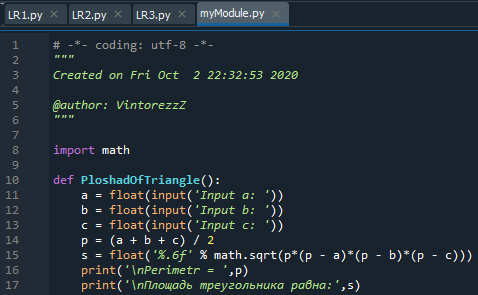 LR1.py LR2.py LR3.py myModule.py
1 # -*- coding: utf-8 -*-
2 """
3 Created on Fri Oct  2 22:32:53 2020
4
5 @author: VintorezzZ
6 """
7
8 import math
9
10 def PloshadOfTriangle():
11     a = float(input('Input a: '))
12     b = float(input('Input b: '))
13     c = float(input('Input c: '))
14     p = (a + b + c) / 2
15     s = float('%.6f' % math.sqrt(p*(p - a)*(p - b)*(p - c)))
16     print('\nPerimetr = ',p)
17     print('\nПлощадь треугольника равна:',s)